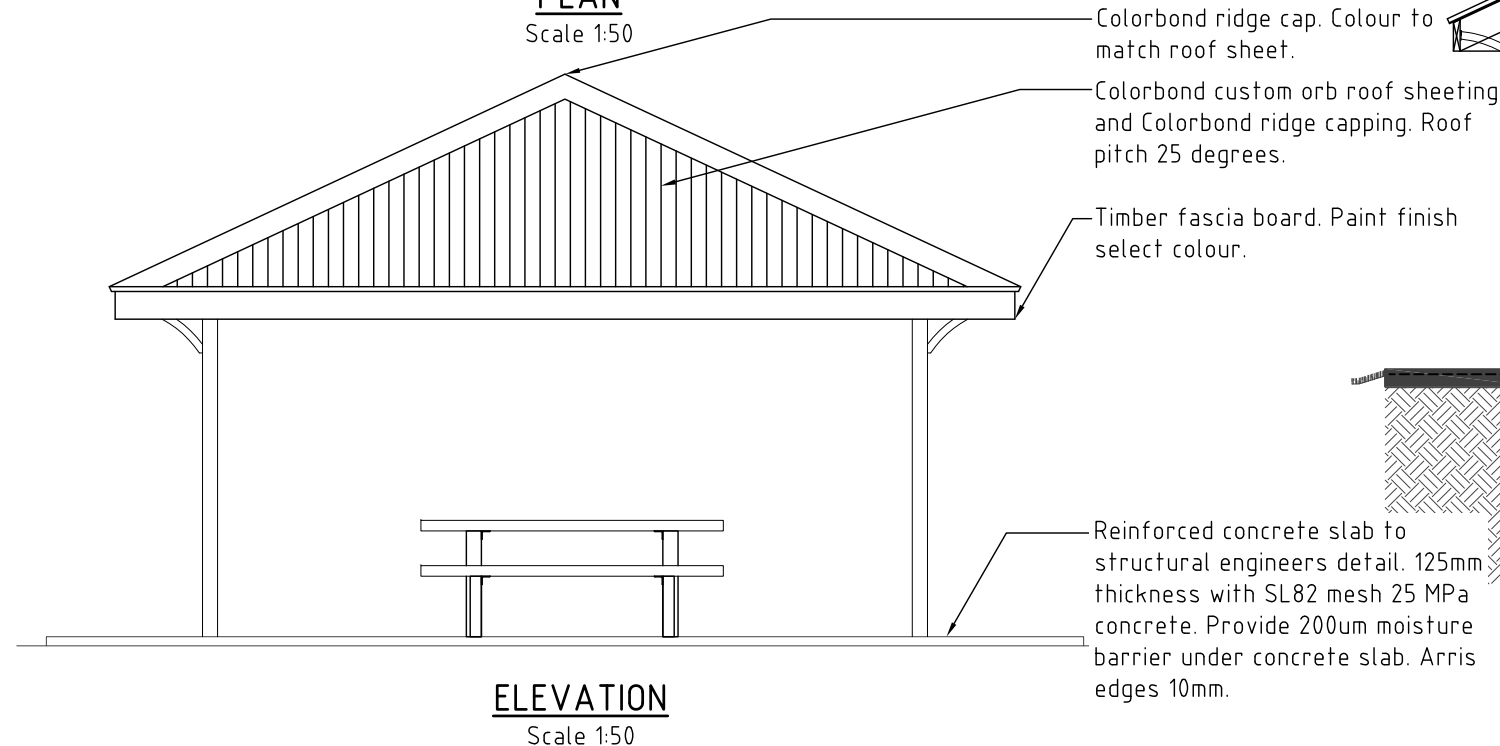 PLAN
Scale 1:50
Colorbond ridge cap. Colour to
match roof sheet.
Colorbond custom orb roof sheeting
and Colorbond ridge capping. Roof
pitch 25 degrees.
Timber fascia board. Paint finish
select colour.
Reinforced concrete slab to
structural engineers detail. 125mm
thickness with SL82 mesh 25 MPa
concrete. Provide 200um moisture
barrier under concrete slab. Arris
edges 10mm.
ELEVATION
Scale 1:50